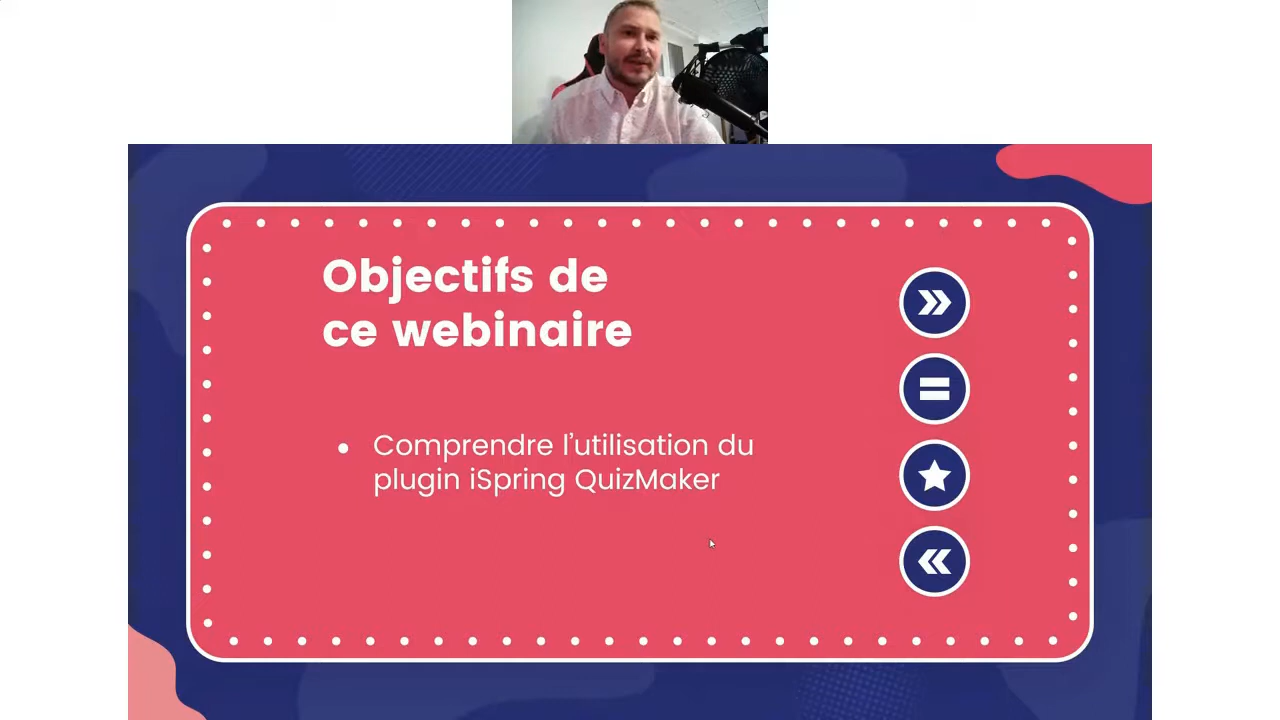 Objectifs de
ce webinaire
• Comprendre l’utilisation du
plugin iSpring QuizMaker